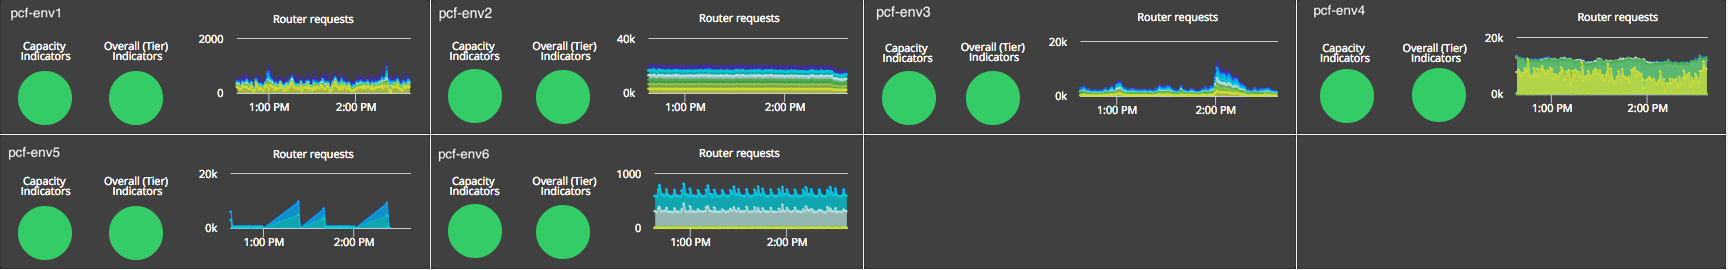 pcf-env1
Router requests
Capacity
Indicators
Overall (Tier)
Indicators
2000
0
1:00 PM
2:00 PM
pcf-env2
Router requests
Capacity
Indicators
Overall (Tier)
Indicators
40k
0k
1:00 PM
2:00 PM
pcf-env3
Router requests
Capacity
Indicators
Overall (Tier)
Indicators
20k
0k
1:00 PM
2:00 PM
pcf-env4
Router requests
Capacity
Indicators
Overall (Tier)
Indicators
20k
0k
1:00 PM
2:00 PM
pcf-env5
Router requests
Capacity
Indicators
Overall (Tier)
Indicators
20k
0k
1:00 PM
2:00 PM
pcf-env6
Router requests
Capacity
Indicators
Overall (Tier)
Indicators
1000
0
1:00 PM
2:00 PM